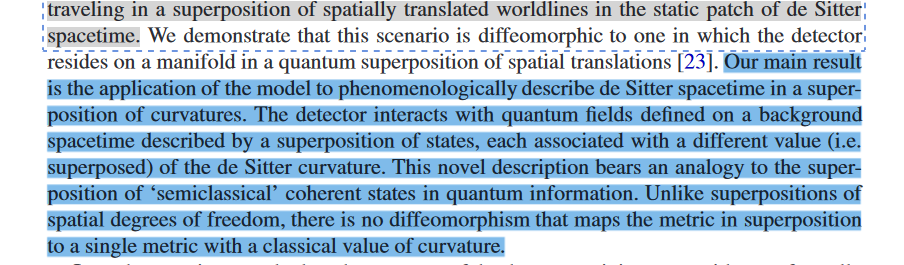 traveling in a superposition of spatially translated worldlines in the static patch of de Sitter
spacetime. We demonstrate that this scenario is diffeomorphic to one in which the detector
resides on a manifold in a quantum superposition of spatial translations [23]. Our main result
is the application of the model to phenomenologically describe de Sitter spacetime in a super-
position of curvatures. The detector interacts with quantum fields defined on a background
spacetime described by a superposition of states, each associated with a different value (i.e.
superposed) of the de Sitter curvature. This novel description bears an analogy to the super-
position of ‘semiclassical’ coherent states in quantum information. Unlike superpositions of
spatial degrees of freedom, there is no diffeomorphism that maps the metric in superposition
to a single metric with a classical value of curvature.